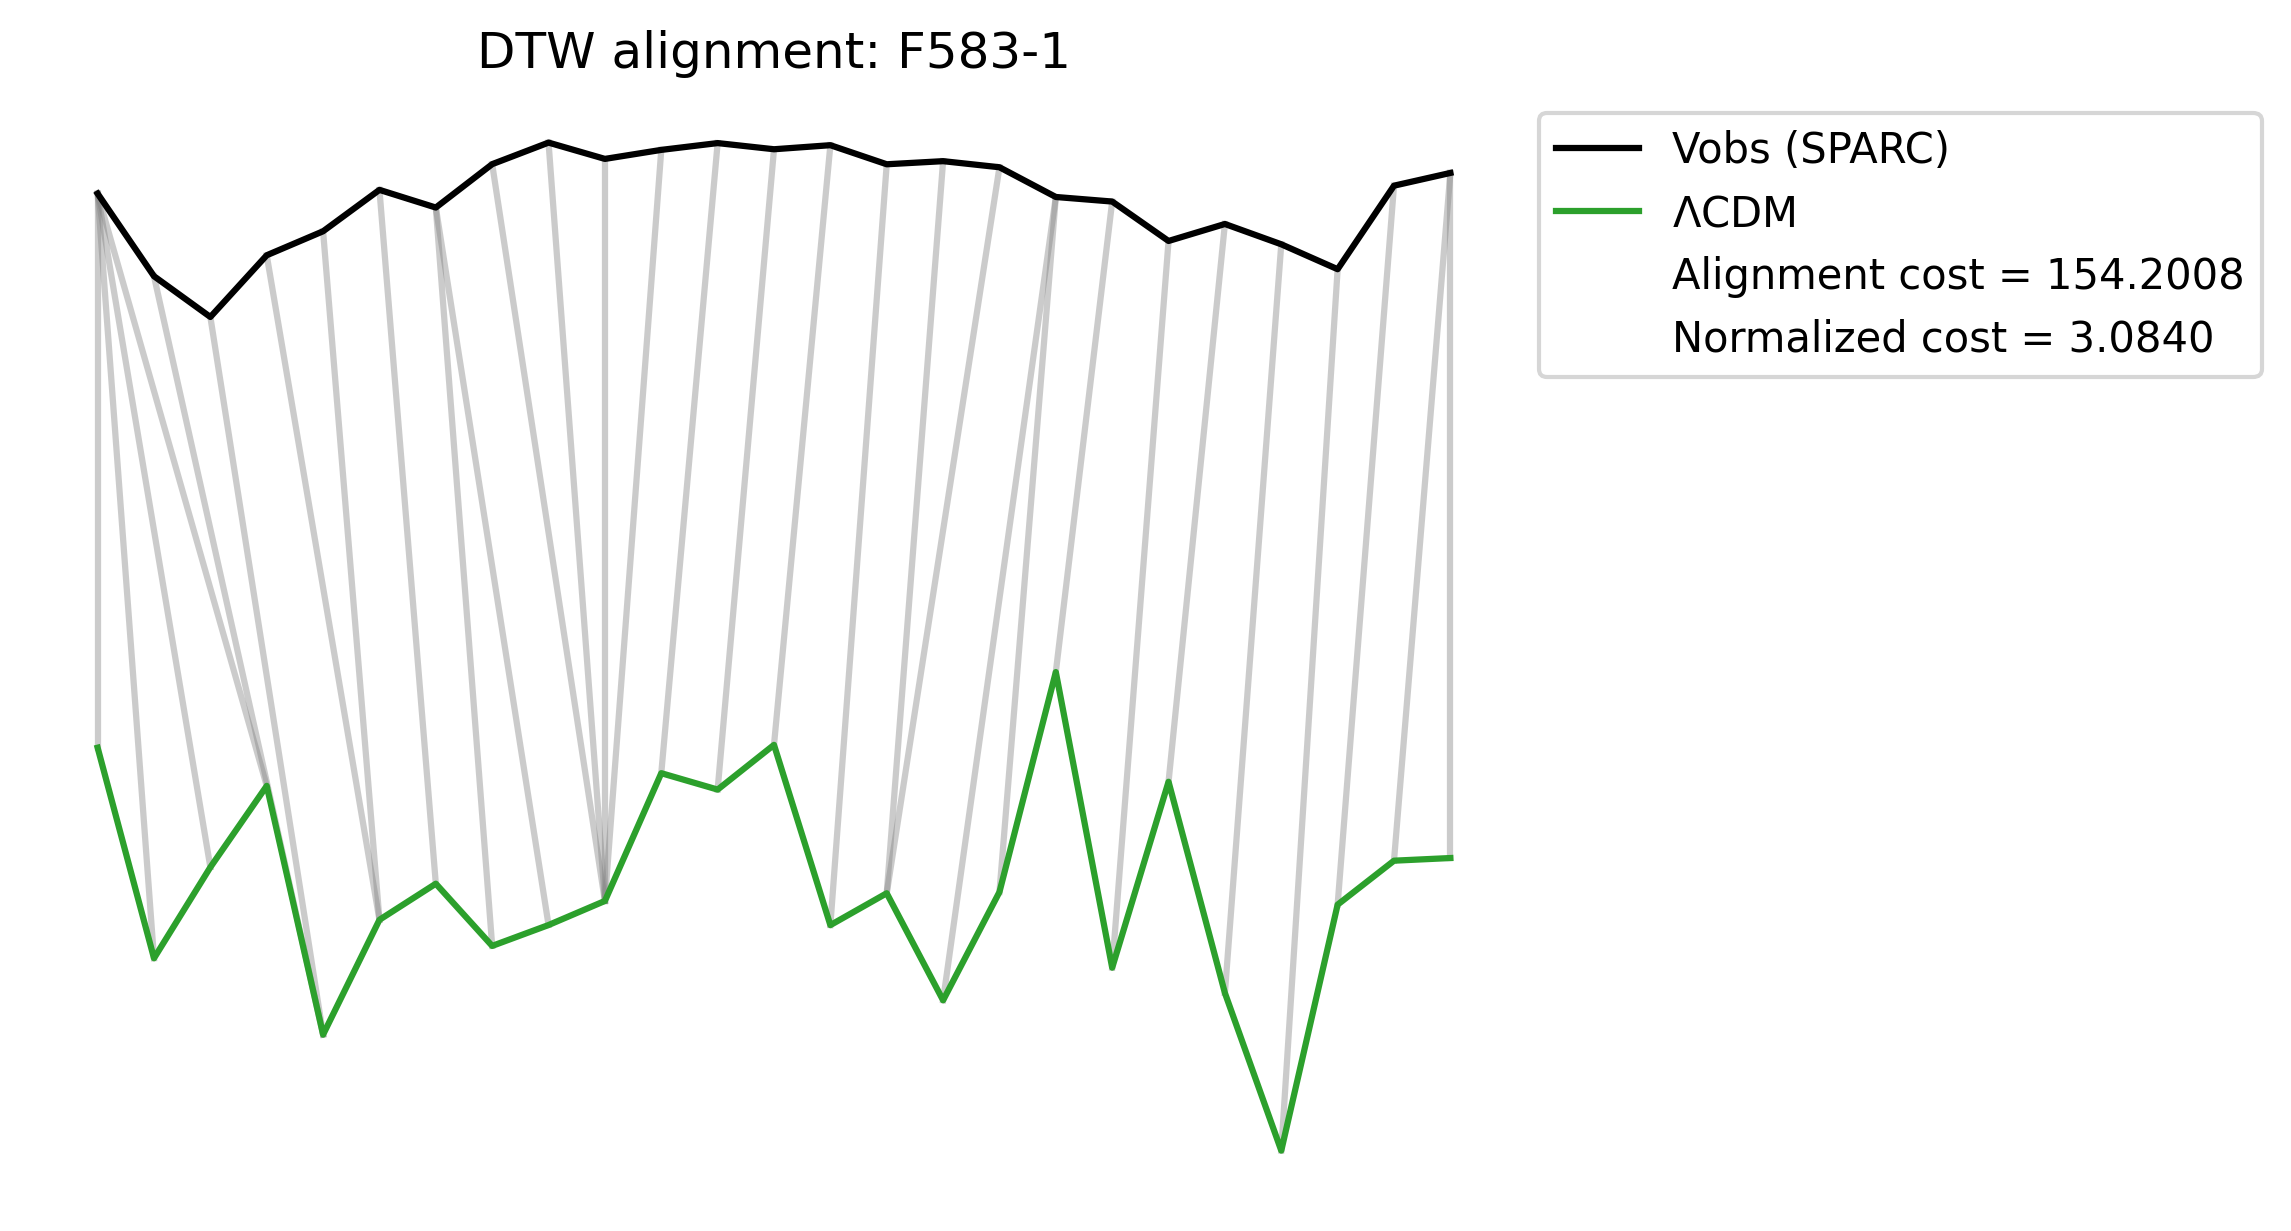 DTW alignment: F583-1
Vobs (SPARC)
ΛCDM
Alignment cost = 154.2008
Normalized cost = 3.0840